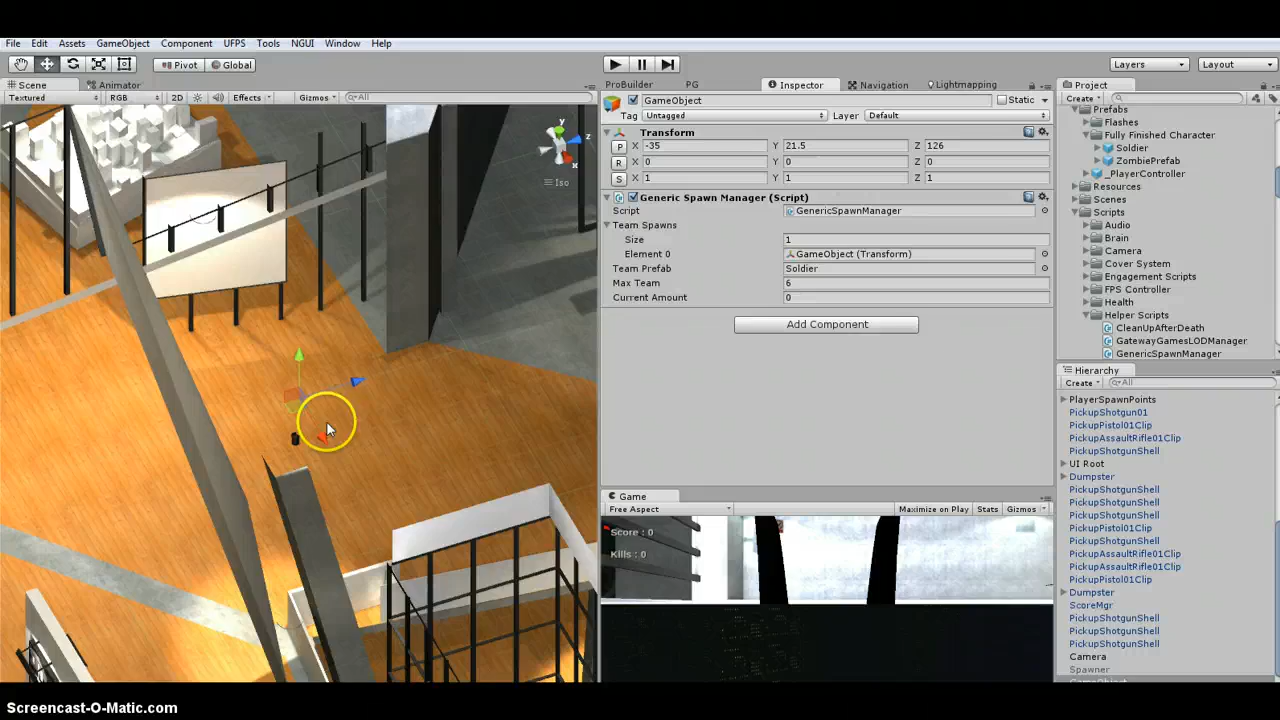 File Edit Assets GameObject Component UFPS Tools NGUI Window Help
Pivot Global Layers Layout
Scene Animator
Textured RGB 2D Effects Gizmos All
y z x
Iso
ProBuilder PG Inspector Navigation Lightmapping
GameObject Static
Tag Untagged Layer Default
Transform
P X -35 Y 21.5 Z 126
R X 0 Y 0 Z 0
S X 1 Y 1 Z 1
Generic Spawn Manager (Script)
Script GenericSpawnManager
Team Spawns
Size 1
Element 0 GameObject (Transform)
Team Prefab Soldier
Max Team 6
Current Amount 0
Add Component
Game
Free Aspect Maximize on Play Stats Gizmos
Score : 0
Kills : 0
Project
Create
Prefabs
Flashes
Fully Finished Character
Soldier
ZombiePrefab
_PlayerController
Resources
Scenes
Scripts
Audio
Brain
Camera
Cover System
Engagement Scripts
FPS Controller
Health
Helper Scripts
CleanUpAfterDeath
GatewayGamesLODManager
GenericSpawnManager
Hierarchy
Create All
PlayerSpawnPoints
PickupShotgun01
PickupPistol01Clip
PickupAssaultRifle01Clip
PickupShotgunShell
UI Root
Dumpster
PickupShotgunShell
PickupShotgunShell
PickupShotgunShell
PickupPistol01Clip
PickupShotgunShell
PickupAssaultRifle01Clip
PickupAssaultRifle01Clip
PickupPistol01Clip
Dumpster
ScoreMgr
PickupShotgunShell
PickupShotgunShell
PickupShotgunShell
Camera
Spawner
Screencast-O-Matic.com